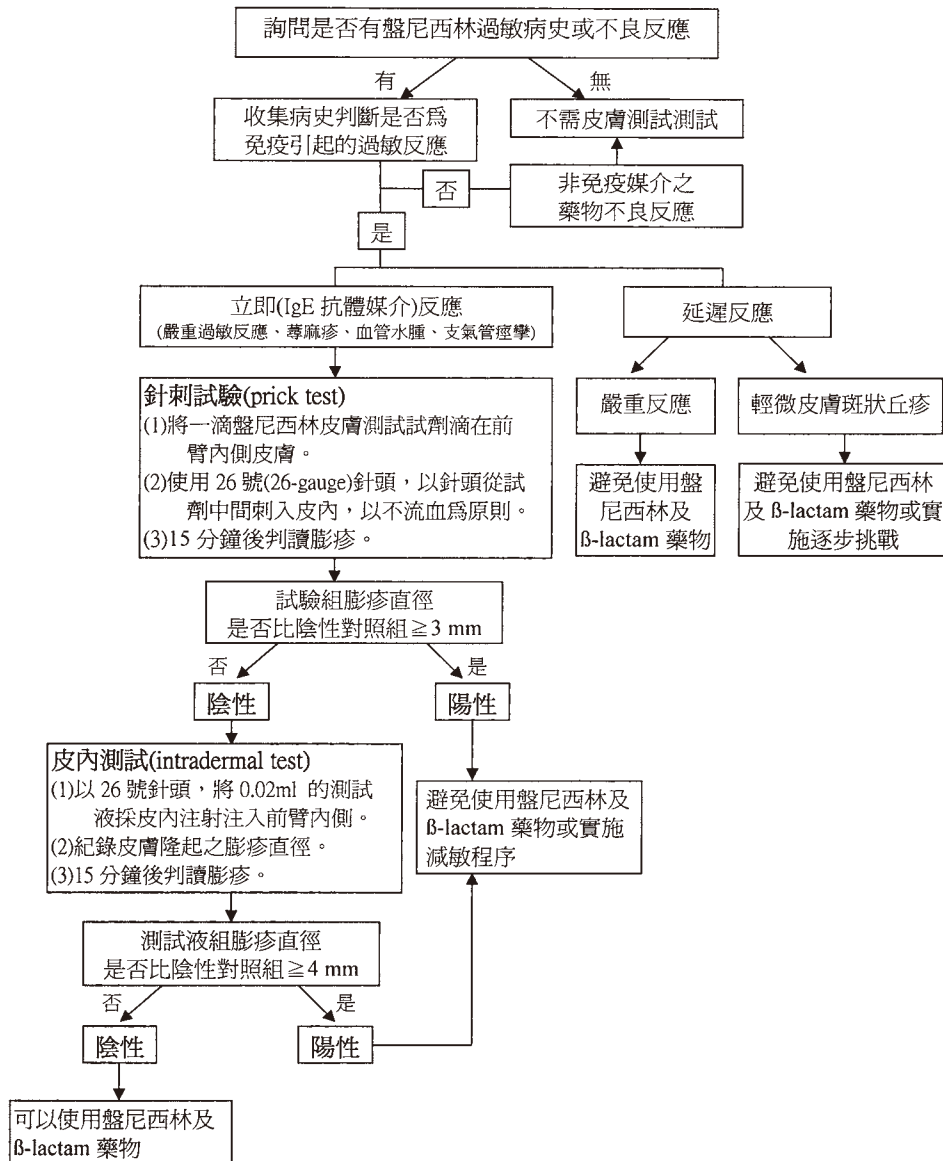 詢問是否有盤尼西林過敏病史或不良反應
有
無
收集病史判斷是否為
免疫引起的過敏反應
不需皮膚測試測試
否
非免疫媒介之
藥物不良反應
是
立即(IgE 抗體媒介)反應
(嚴重過敏反應、蕁麻疹、血管水腫、支氣管痙攣)
延遲反應
針刺試驗(prick test)
(1)將一滴盤尼西林皮膚測試試劑滴在前
臂內側皮膚。
(2)使用 26 號(26-gauge)針頭，以針頭從試
劑中間刺入皮內，以不流血為原則。
(3)15 分鐘後判讀膨疹。
嚴重反應
輕微皮膚斑狀丘疹
避免使用盤
尼西林及
ß-lactam 藥物
避免使用盤尼西林
及 ß-lactam 藥物或實
施逐步挑戰
試驗組膨疹直徑
是否比陰性對照組≧3 mm
否
是
陰性
陽性
皮內測試(intradermal test)
(1)以 26 號針頭，將 0.02ml 的測試
液採皮內注射注入前臂內側。
(2)紀錄皮膚隆起之膨疹直徑。
(3)15 分鐘後判讀膨疹。
避免使用盤尼西林及
ß-lactam 藥物或實施
減敏程序
測試液組膨疹直徑
是否比陰性對照組≧4 mm
否
是
陰性
陽性
可以使用盤尼西林及
ß-lactam 藥物